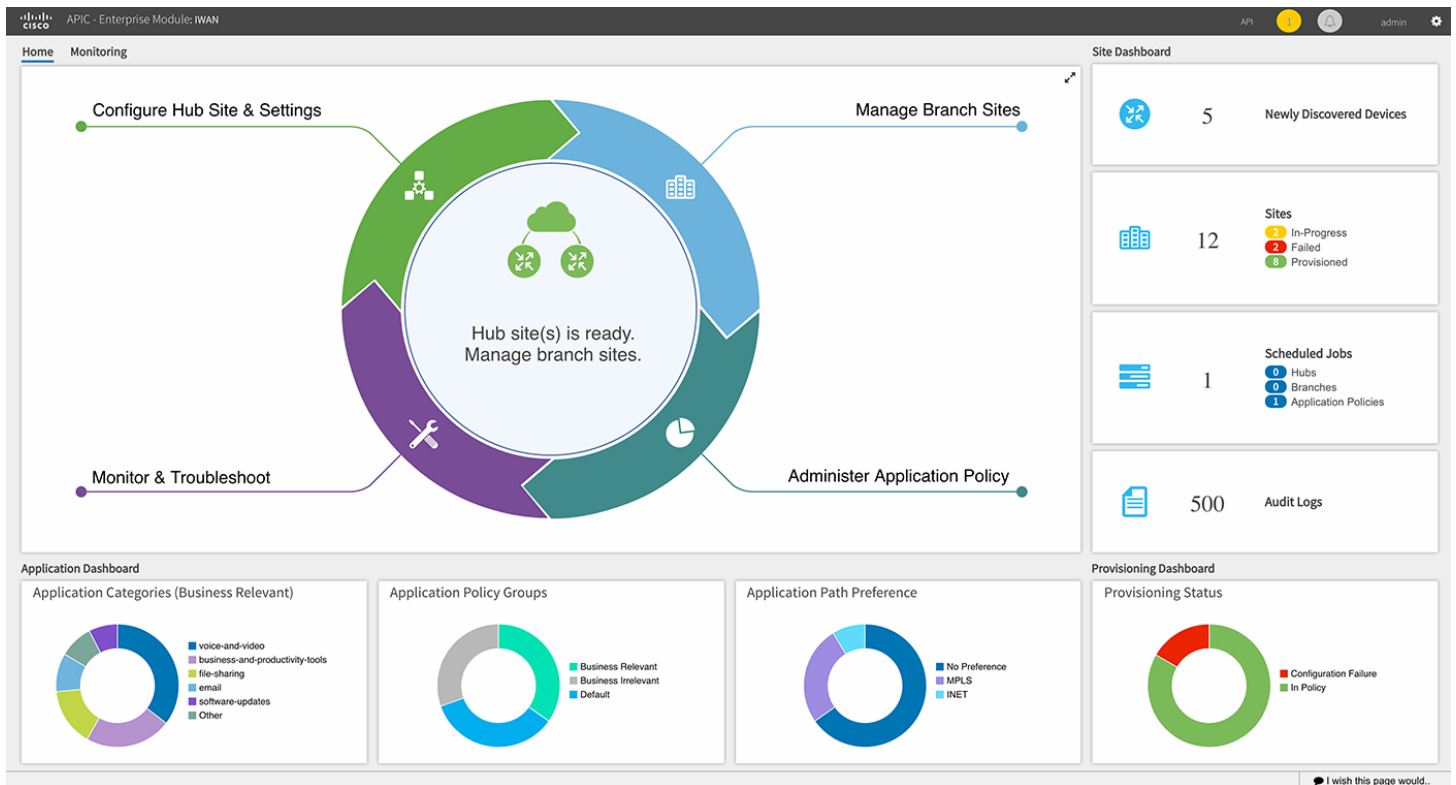 CISCO
APIC - Enterprise Module: IWAN
API
1
admin
Home
Monitoring
Configure Hub Site & Settings
Manage Branch Sites
Hub site(s) is ready.
Manage branch sites.
Monitor & Troubleshoot
Administer Application Policy
Site Dashboard
5
Newly Discovered Devices
12
Sites
2 In-Progress
2 Failed
8 Provisioned
1
Scheduled Jobs
0 Hubs
0 Branches
1 Application Policies
500
Audit Logs
Application Dashboard
Application Categories (Business Relevant)
voice-and-video
business-and-productivity-tools
file-sharing
email
software-updates
Other
Application Policy Groups
Business Relevant
Business Irrelevant
Default
Application Path Preference
No Preference
MPLS
INET
Provisioning Dashboard
Provisioning Status
Configuration Failure
In Policy
I wish this page would..